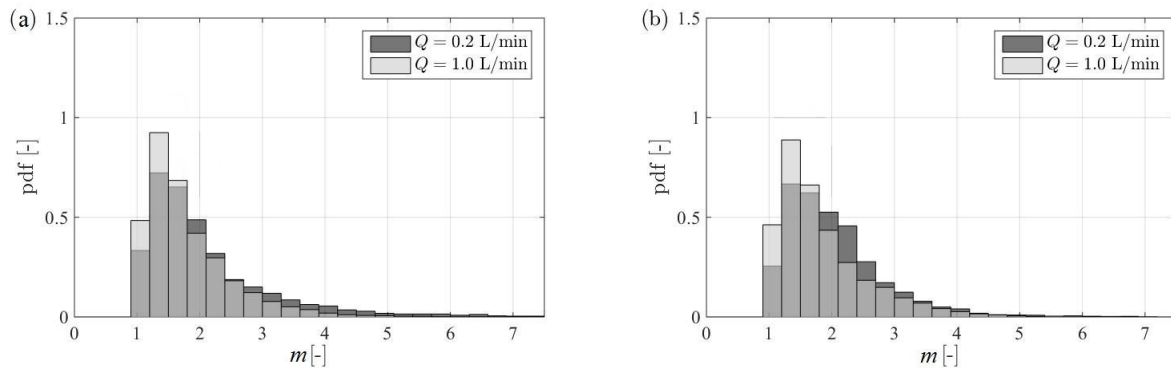 (a)
1.5
1
0.5
0
pdf [-]
Q = 0.2 L/min
Q = 1.0 L/min
0 1 2 3 4 5 6 7
m [-]
(b)
1.5
1
0.5
0
pdf [-]
Q = 0.2 L/min
Q = 1.0 L/min
0 1 2 3 4 5 6 7
m [-]